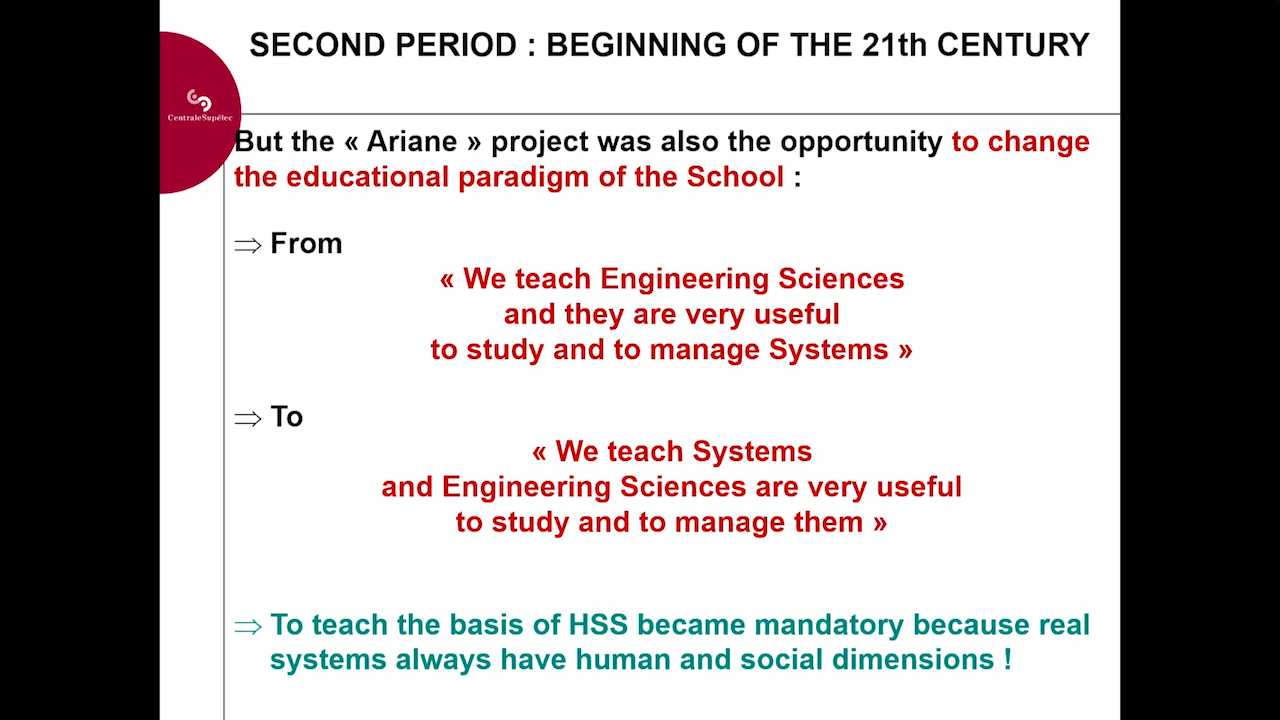 SECOND PERIOD : BEGINNING OF THE 21th CENTURY
CentraleSupélec
But the « Ariane » project was also the opportunity to change
the educational paradigm of the School :
⇒ From
« We teach Engineering Sciences
and they are very useful
to study and to manage Systems »
⇒ To
« We teach Systems
and Engineering Sciences are very useful
to study and to manage them »
⇒ To teach the basis of HSS became mandatory because real
systems always have human and social dimensions !